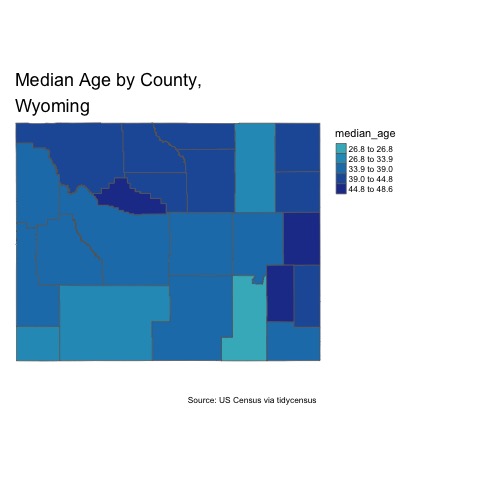 Median Age by County,
Wyoming
median_age
26.8 to 26.8
26.8 to 33.9
33.9 to 39.0
39.0 to 44.8
44.8 to 48.6
Source: US Census via tidycensus